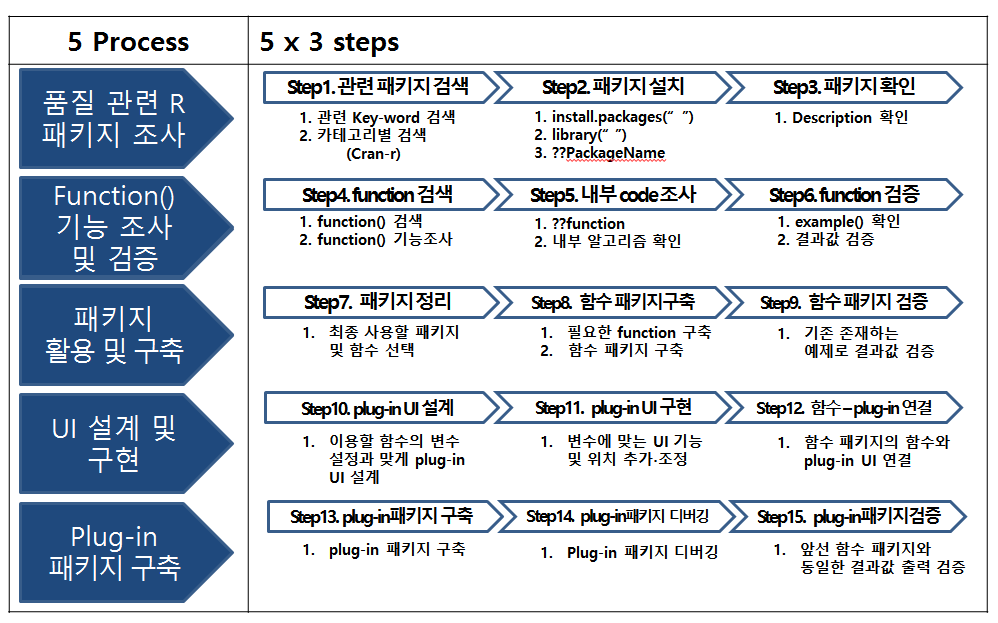 5 Process
5 x 3 steps
품질 관련 R
패키지 조사
Step1. 관련 패키지 검색
1. 관련 Key-word 검색
2. 카테고리별 검색
(Cran-r)
Step2. 패키지 설치
1. install.packages(“ ”)
2. library(“ ”)
3. ??PackageName
Step3. 패키지 확인
1. Description 확인
Function()
기능 조사
및 검증
Step4. function 검색
1. function() 검색
2. function() 기능조사
Step5. 내부 code 조사
1. ??function
2. 내부 알고리즘 확인
Step6. function 검증
1. example() 확인
2. 결과값 검증
패키지
활용 및 구축
Step7. 패키지 정리
1. 최종 사용할 패키지
및 함수 선택
Step8. 함수 패키지구축
1. 필요한 function 구축
2. 함수 패키지 구축
Step9. 함수 패키지 검증
1. 기존 존재하는
예제로 결과값 검증
UI 설계 및
구현
Step10. plug-in UI 설계
1. 이용할 함수의 변수
설정과 맞게 plug-in
UI 설계
Step11. plug-in UI 구현
1. 변수에 맞는 UI 기능
및 위치 추가·조정
Step12. 함수 – plug-in 연결
1. 함수 패키지의 함수와
plug-in UI 연결
Plug-in
패키지 구축
Step13. plug-in패키지 구축
1. plug-in 패키지 구축
Step14. plug-in패키지 디버깅
1. Plug-in 패키지 디버깅
Step15. plug-in패키지검증
1. 앞선 함수 패키지와
동일한 결과값 출력 검증